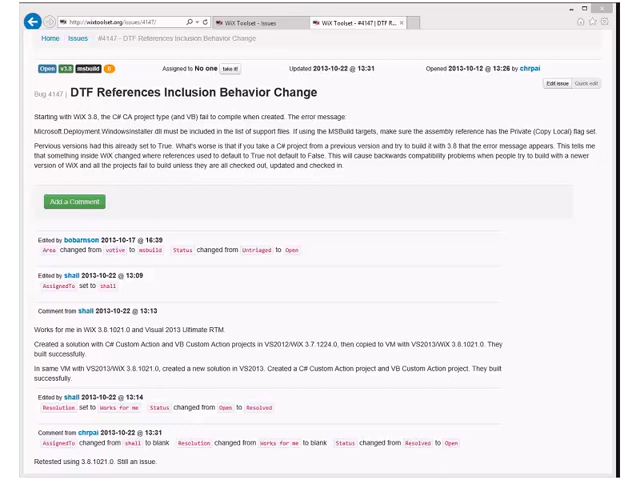 http://wixtoolset.org/issues/4147/
WiX Toolset - Issues
WiX Toolset - #4147 | DTF R...
Home Issues #4147 - DTF References Inclusion Behavior Change
Open v3.8 msbuild
Assigned to No one take it!
Updated 2013-10-22 @ 13:31
Opened 2013-10-12 @ 13:26 by chrpai
Edit issue Quick edit
Bug 4147 | DTF References Inclusion Behavior Change
Starting with WiX 3.8, the C# CA project type (and VB) fail to compile when created. The error message:
Microsoft.Deployment.WindowsInstaller.dll must be included in the list of support files. If using the MSBuild targets, make sure the assembly reference has the Private (Copy Local) flag set.
Pervious versions had this already set to True. What's worse is that if you take a C# project from a previous version and try to build it with 3.8 that the error message appears. This tells me
that something inside WiX changed where references used to default to True not default to False. This will cause backwards compatibility problems when people try to build with a newer
version of WiX and all the projects fail to build unless they are all checked out, updated and checked in.
Add a Comment
Edited by bobarnson 2013-10-17 @ 16:39
Area changed from votive to msbuild Status changed from Untriaged to Open
Edited by shall 2013-10-22 @ 13:09
AssignedTo set to shall
Comment from shall 2013-10-22 @ 13:13
Works for me in WiX 3.8.1021.0 and Visual 2013 Ultimate RTM.
Created a solution with C# Custom Action and VB Custom Action projects in VS2012/WiX 3.7.1224.0, then copied to VM with VS2013/WiX 3.8.1021.0. They
built successfully.
In same VM with VS2013/WiX 3.8.1021.0, created a new solution in VS2013. Created a C# Custom Action project and VB Custom Action project. They built
successfully.
Edited by shall 2013-10-22 @ 13:14
Resolution set to Works for me Status changed from Open to Resolved
Comment from chrpai 2013-10-22 @ 13:31
AssignedTo changed from shall to blank Resolution changed from Works for me to blank Status changed from Resolved to Open
Retested using 3.8.1021.0. Still an issue.